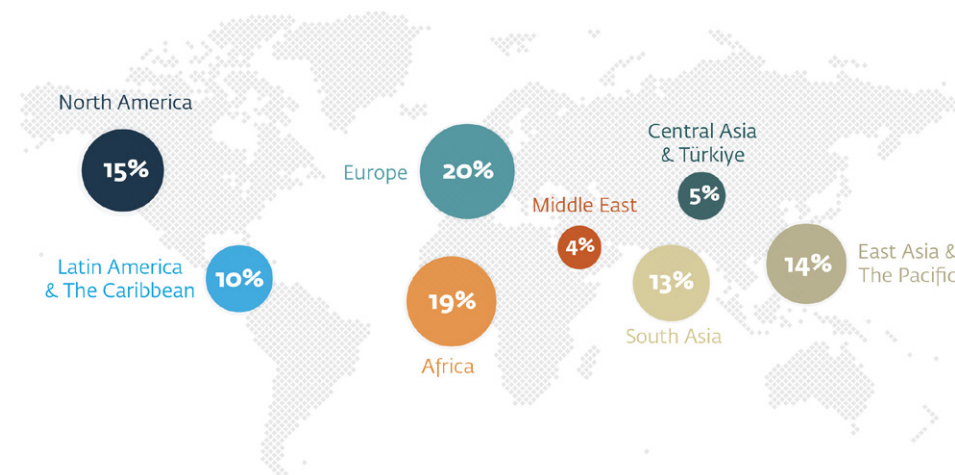 North America
15%
Latin America
& The Caribbean
10%
Europe
20%
Africa
19%
Middle East
4%
Central Asia
& Türkiye
5%
South Asia
13%
East Asia &
The Pacific
14%